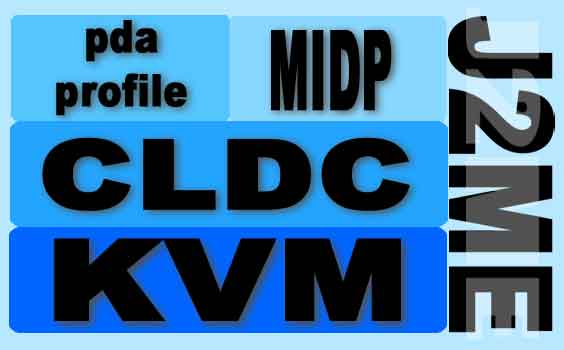 pda
profile
MIDP
CLDC
KVM
J2ME